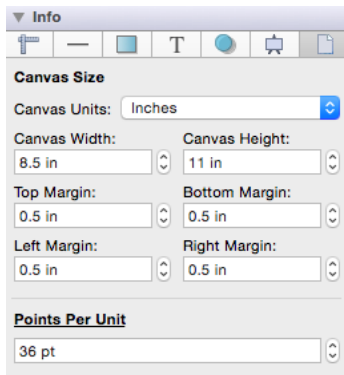 Info
T
Canvas Size
Canvas Units: Inches
Canvas Width: Canvas Height:
8.5 in 11 in
Top Margin: Bottom Margin:
0.5 in 0.5 in
Left Margin: Right Margin:
0.5 in 0.5 in
Points Per Unit
36 pt